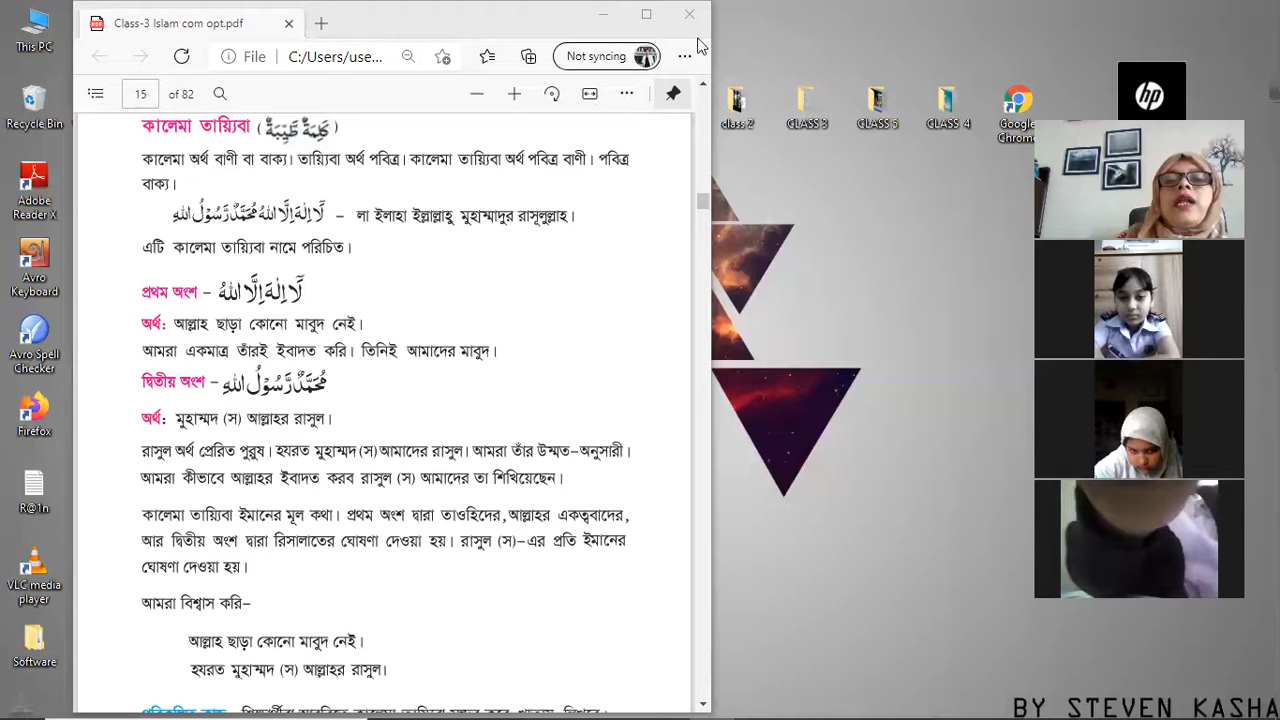 This PC
Recycle Bin
Adobe
Reader X
Avro
Keyboard
Avro Spell
Checker
Firefox
R@1n
VLC media
player
Software
Class-3 Islam com opt.pdf
File
C:/Users/use...
Not syncing
15 of 82
কালেমা তায়্যিবা (كَلِمَةٌ طَيِّبَةٌ)
কালেমা অর্থ বাণী বা বাক্য। তায়্যিবা অর্থ পবিত্র। কালেমা তায়্যিবা অর্থ পবিত্র বাণী। পবিত্র
বাক্য।
لَا إِلٰهَ إِلَّا اللهُ مُحَمَّدٌ رَّسُوْلُ اللهِ – লা ইলাহা ইল্লাল্লাহু মুহাম্মাদুর রাসূলুল্লাহ।
এটি কালেমা তায়্যিবা নামে পরিচিত।
প্রথম অংশ – لَا إِلٰهَ إِلَّا اللهُ
অর্থ: আল্লাহ ছাড়া কোনো মাবুদ নেই।
আমরা একমাত্র তাঁরই ইবাদত করি। তিনিই আমাদের মাবুদ।
দ্বিতীয় অংশ – مُحَمَّدٌ رَّسُوْلُ اللهِ
অর্থ: মুহাম্মদ (স) আল্লাহর রাসুল।
রাসুল অর্থ প্রেরিত পুরুষ। হযরত মুহাম্মদ (স) আমাদের রাসুল। আমরা তাঁর উম্মত–অনুসারী।
আমরা কীভাবে আল্লাহর ইবাদত করব রাসুল (স) আমাদের তা শিখিয়েছেন।
কালেমা তায়্যিবা ইমানের মূল কথা। প্রথম অংশ দ্বারা তাওহিদের, আল্লাহর একত্ববাদের,
আর দ্বিতীয় অংশ দ্বারা রিসালাতের ঘোষণা দেওয়া হয়। রাসুল (স)–এর প্রতি ইমানের
ঘোষণা দেওয়া হয়।
আমরা বিশ্বাস করি–
আল্লাহ ছাড়া কোনো মাবুদ নেই।
হযরত মুহাম্মদ (স) আল্লাহর রাসুল।
class 2
CLASS 3
CLASS 5
CLASS 4
Google
Chrome
hp
BY STEVEN KASHA